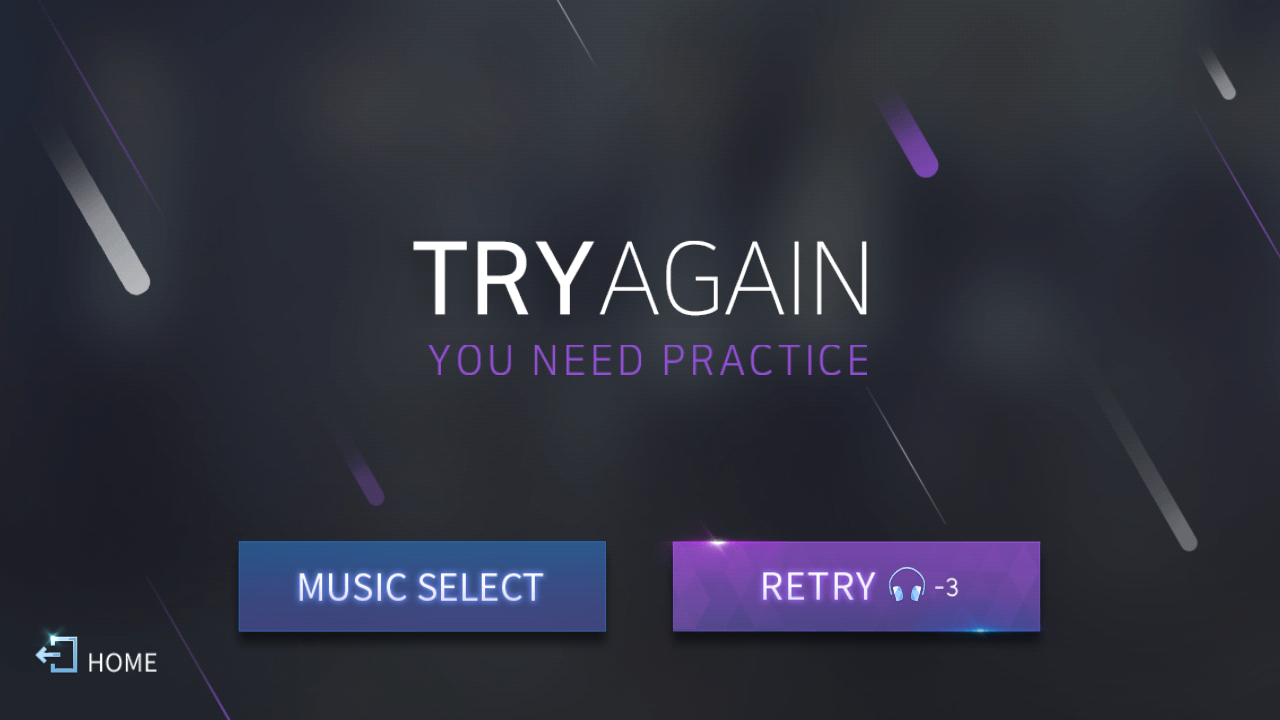 TRYAGAIN
YOU NEED PRACTICE
MUSIC SELECT
RETRY -3
HOME